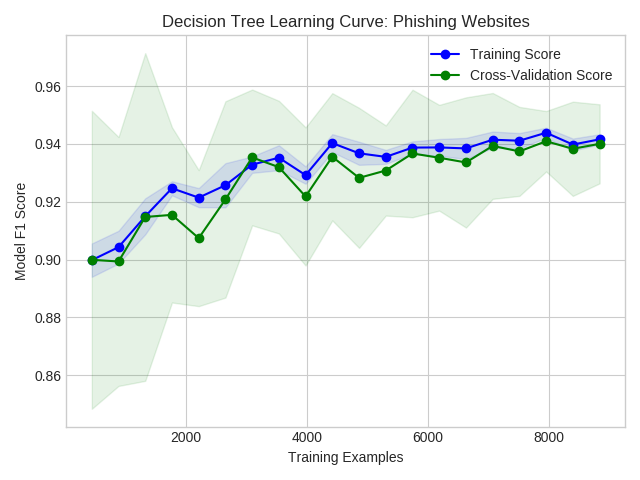 Decision Tree Learning Curve: Phishing Websites
Training Score
Cross-Validation Score
Model F1 Score
0.96
0.94
0.92
0.90
0.88
0.86
2000 4000 6000 8000
Training Examples